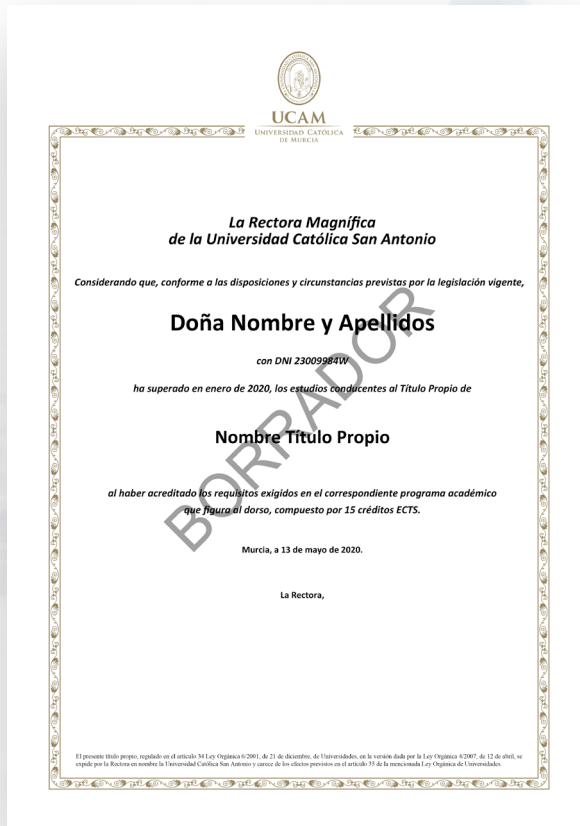 UCAM
UNIVERSIDAD CATÓLICA
DE MURCIA
La Rectora Magnífica
de la Universidad Católica San Antonio
Considerando que, conforme a las disposiciones y circunstancias previstas por la legislación vigente,
Doña Nombre y Apellidos
con DNI 23009984W
ha superado en enero de 2020, los estudios conducentes al Título Propio de
Nombre Título Propio
al haber acreditado los requisitos exigidos en el correspondiente programa académico
que figura al dorso, compuesto por 15 créditos ECTS.
BORRADOR
Murcia, a 13 de mayo de 2020.
La Rectora,
El presente título propio, regulado en el artículo 34 Ley Orgánica 6/2001, de 21 de diciembre, de Universidades, en la versión dada por la Ley Orgánica 4/2007, de 12 de abril, se
expide por la Rectora en nombre la Universidad Católica San Antonio y carece de los efectos previstos en el artículo 35 de la mencionada Ley Orgánica de Universidades.